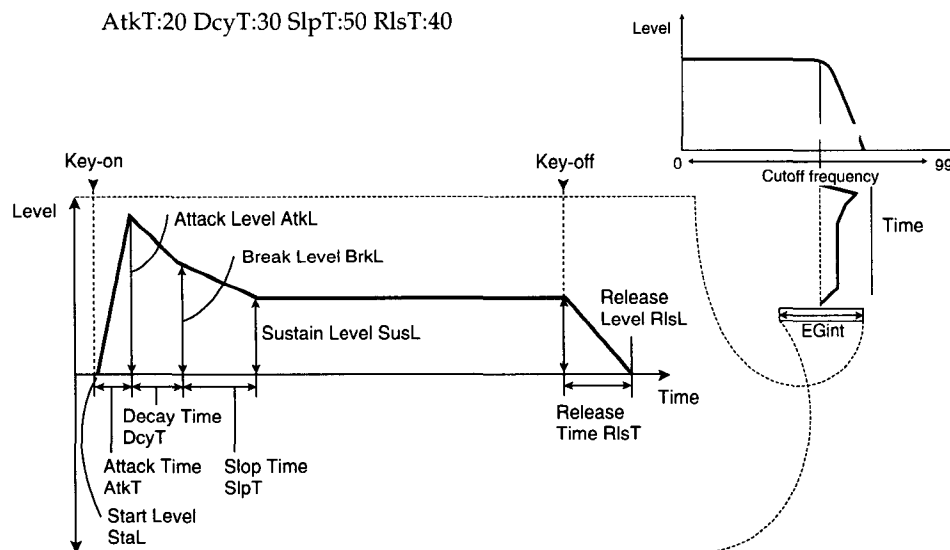 AtkT:20 DcyT:30 SlpT:50 RlsT:40
Level
0
99
Cutoff frequency
Time
EGint
Key-on
Key-off
Level
Attack Level AtkL
Break Level BrkL
Sustain Level SusL
Release
Level RlsL
Time
Decay Time
DcyT
Release
Time RlsT
Attack Time
AtkT
Slop Time
SlpT
Start Level
StaL